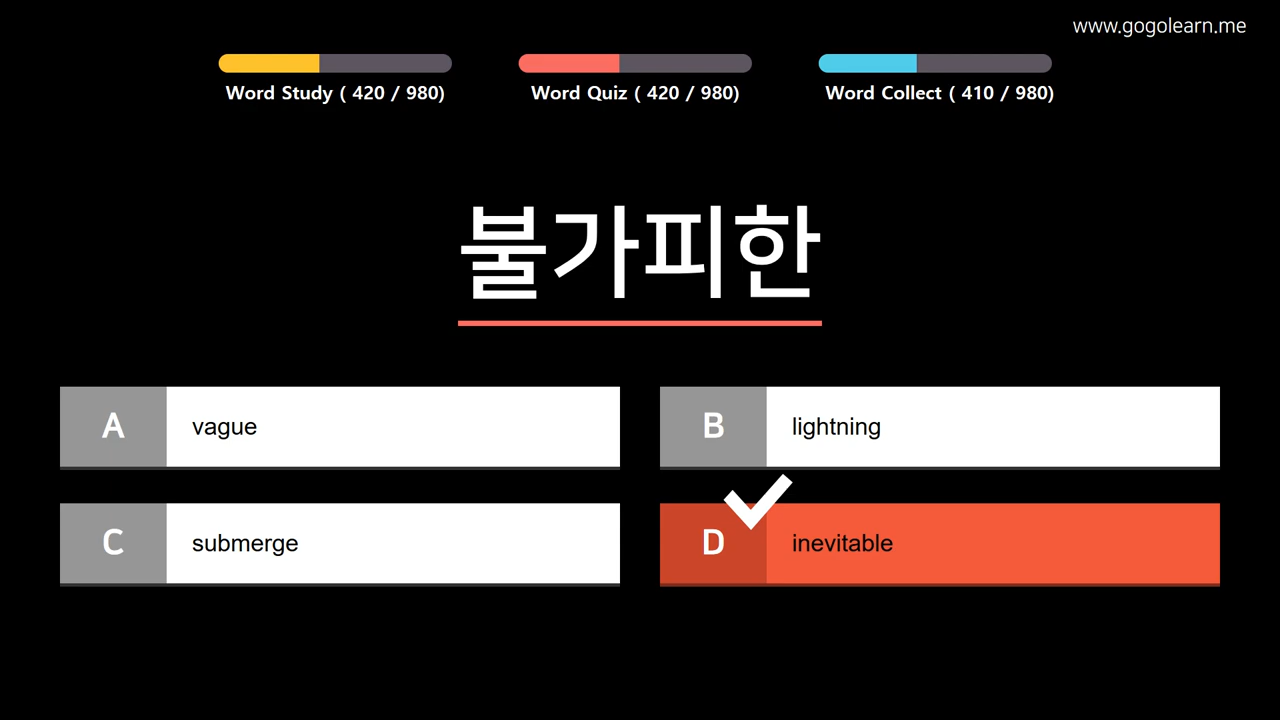 www.gogolearn.me
Word Study ( 420 / 980)
Word Quiz ( 420 / 980)
Word Collect ( 410 / 980)
불가피한
A vague
B lightning
C submerge
D inevitable